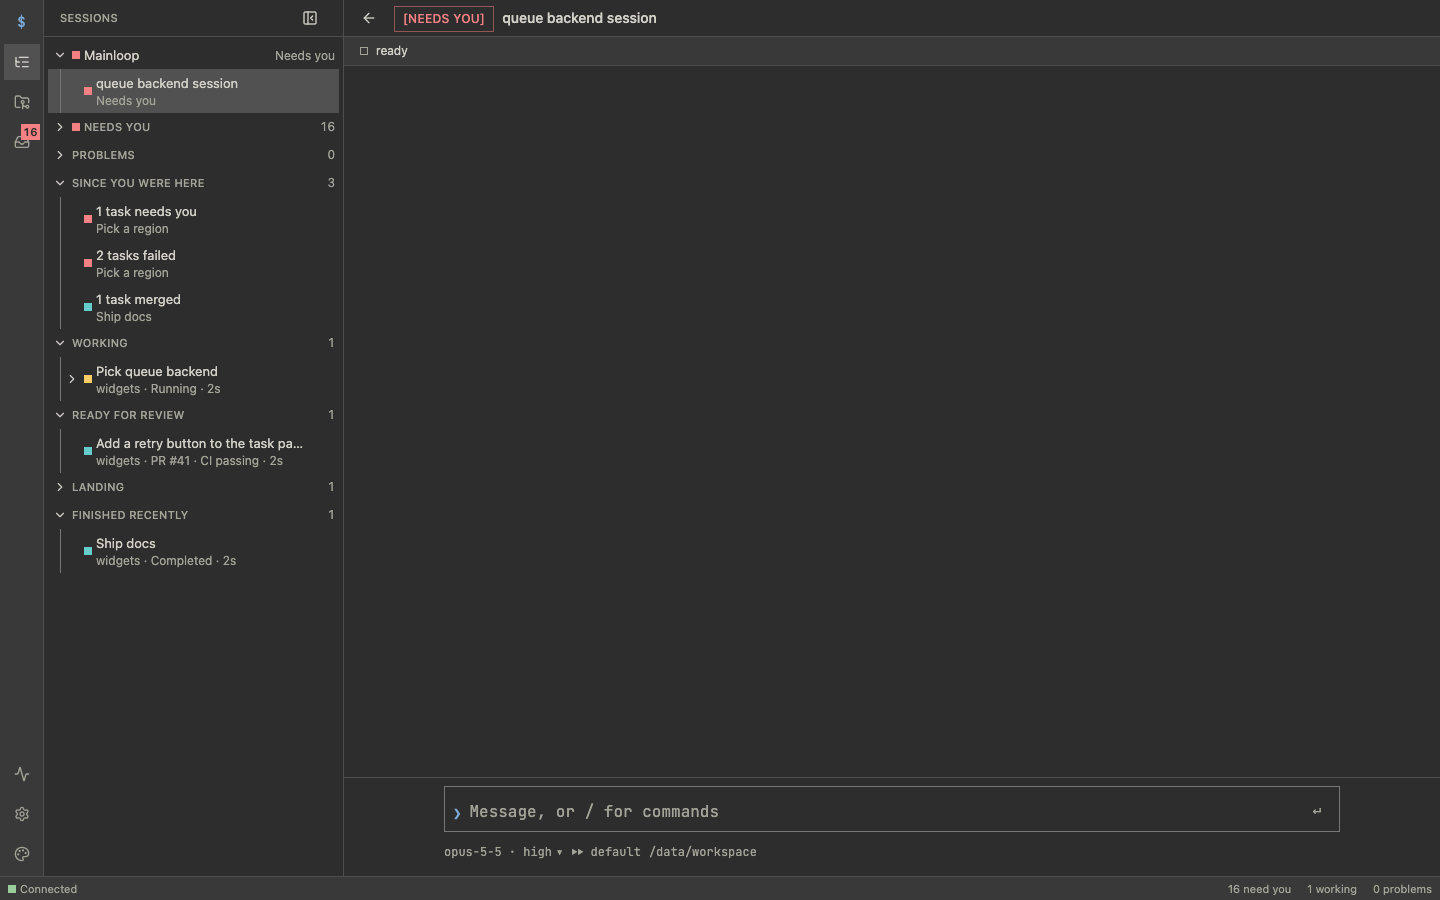 $
SESSIONS
[NEEDS YOU] queue backend session
Mainloop Needs you
ready
queue backend session
Needs you
NEEDS YOU 16
16
PROBLEMS 0
SINCE YOU WERE HERE 3
1 task needs you
Pick a region
2 tasks failed
Pick a region
1 task merged
Ship docs
WORKING 1
Pick queue backend
widgets · Running · 2s
READY FOR REVIEW 1
Add a retry button to the task pa...
widgets · PR #41 · CI passing · 2s
LANDING 1
FINISHED RECENTLY 1
Ship docs
widgets · Completed · 2s
❯ Message, or / for commands ↵
opus-5-5 · high ▾ ▸▸ default /data/workspace
Connected 16 need you 1 working 0 problems